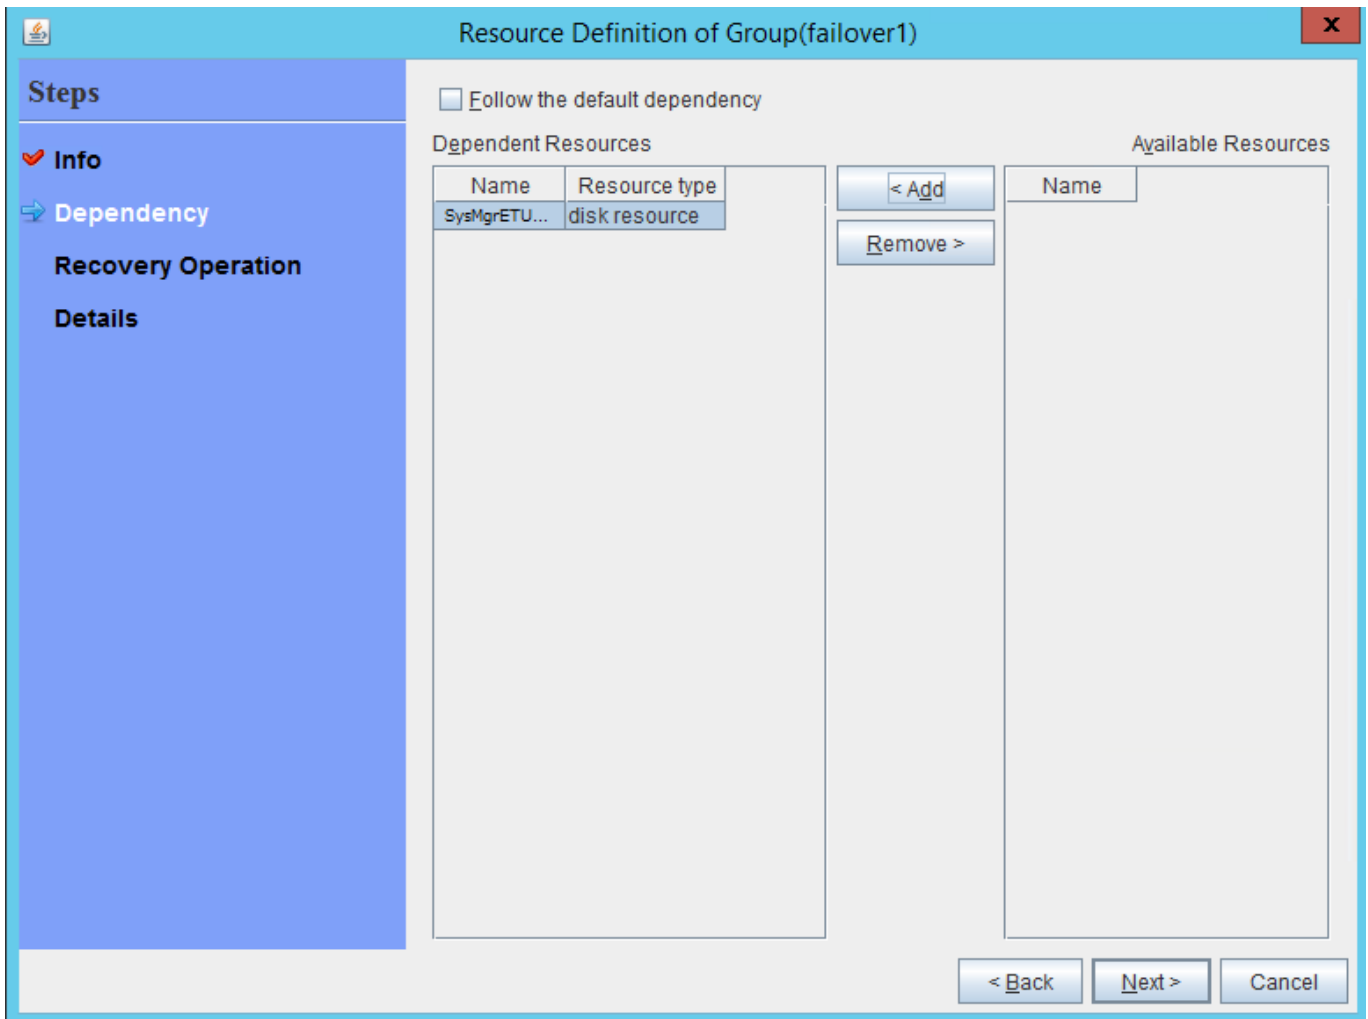 Resource Definition of Group(failover1)
x
Steps
Info
Dependency
Recovery Operation
Details
Follow the default dependency
Dependent Resources
Available Resources
Name Resource type
SysMgrETU... disk resource
< Add
Remove >
Name
< Back
Next >
Cancel